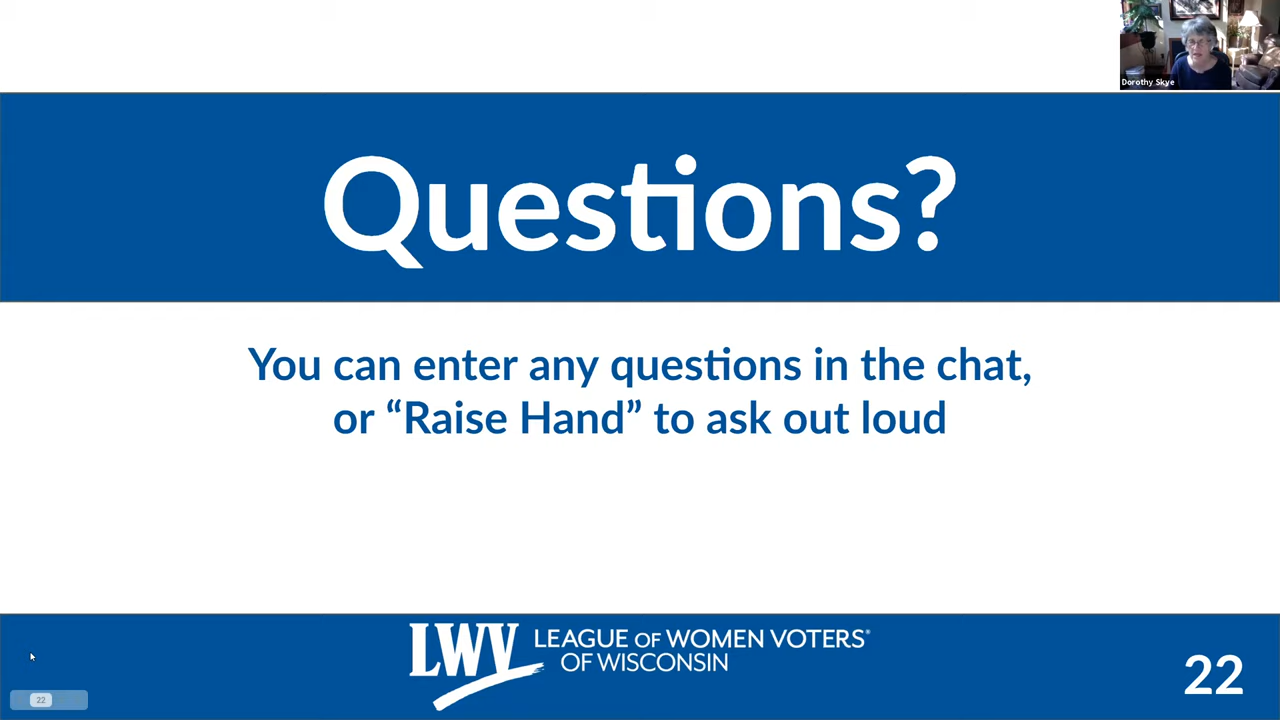 Dorothy Skye
Questions?
You can enter any questions in the chat,
or “Raise Hand” to ask out loud
LWV LEAGUE OF WOMEN VOTERS®
OF WISCONSIN
22
22